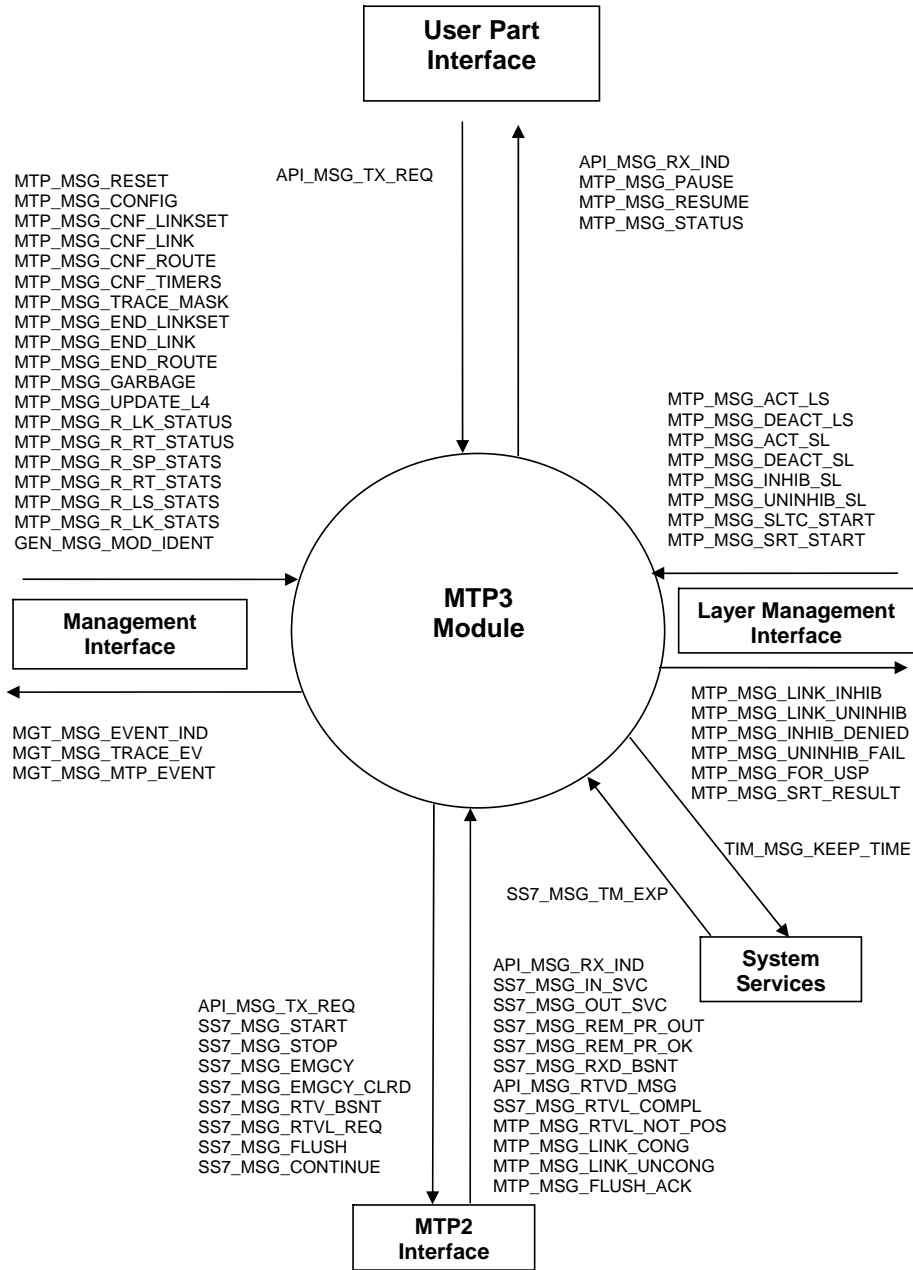 User Part
Interface
API_MSG_TX_REQ
API_MSG_RX_IND
MTP_MSG_PAUSE
MTP_MSG_RESUME
MTP_MSG_STATUS
MTP_MSG_RESET
MTP_MSG_CONFIG
MTP_MSG_CNF_LINKSET
MTP_MSG_CNF_LINK
MTP_MSG_CNF_ROUTE
MTP_MSG_CNF_TIMERS
MTP_MSG_TRACE_MASK
MTP_MSG_END_LINKSET
MTP_MSG_END_LINK
MTP_MSG_END_ROUTE
MTP_MSG_GARBAGE
MTP_MSG_UPDATE_L4
MTP_MSG_R_LK_STATUS
MTP_MSG_R_RT_STATUS
MTP_MSG_R_SP_STATS
MTP_MSG_R_RT_STATS
MTP_MSG_R_LS_STATS
MTP_MSG_R_LK_STATS
GEN_MSG_MOD_IDENT
MTP_MSG_ACT_LS
MTP_MSG_DEACT_LS
MTP_MSG_ACT_SL
MTP_MSG_DEACT_SL
MTP_MSG_INHIB_SL
MTP_MSG_UNINHIB_SL
MTP_MSG_SLTC_START
MTP_MSG_SRT_START
Management
Interface
MTP3
Module
Layer Management
Interface
MGT_MSG_EVENT_IND
MGT_MSG_TRACE_EV
MGT_MSG_MTP_EVENT
MTP_MSG_LINK_INHIB
MTP_MSG_LINK_UNINHIB
MTP_MSG_INHIB_DENIED
MTP_MSG_UNINHIB_FAIL
MTP_MSG_FOR_USP
MTP_MSG_SRT_RESULT
TIM_MSG_KEEP_TIME
SS7_MSG_TM_EXP
System
Services
API_MSG_TX_REQ
SS7_MSG_START
SS7_MSG_STOP
SS7_MSG_EMGCY
SS7_MSG_EMGCY_CLRD
SS7_MSG_RTV_BSNT
SS7_MSG_RTVL_REQ
SS7_MSG_FLUSH
SS7_MSG_CONTINUE
API_MSG_RX_IND
SS7_MSG_IN_SVC
SS7_MSG_OUT_SVC
SS7_MSG_REM_PR_OUT
SS7_MSG_REM_PR_OK
SS7_MSG_RXD_BSNT
API_MSG_RTVD_MSG
SS7_MSG_RTVL_COMPL
MTP_MSG_RTVL_NOT_POS
MTP_MSG_LINK_CONG
MTP_MSG_LINK_UNCONG
MTP_MSG_FLUSH_ACK
MTP2
Interface